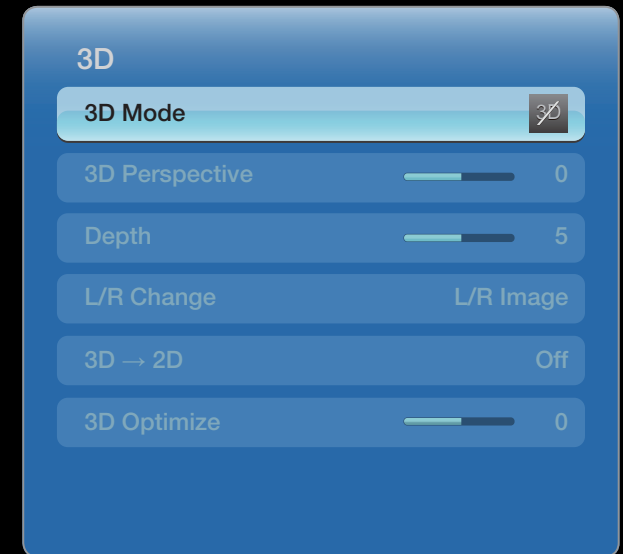 3D
3D Mode 3D
3D Perspective 0
Depth 5
L/R Change L/R Image
3D → 2D Off
3D Optimize 0